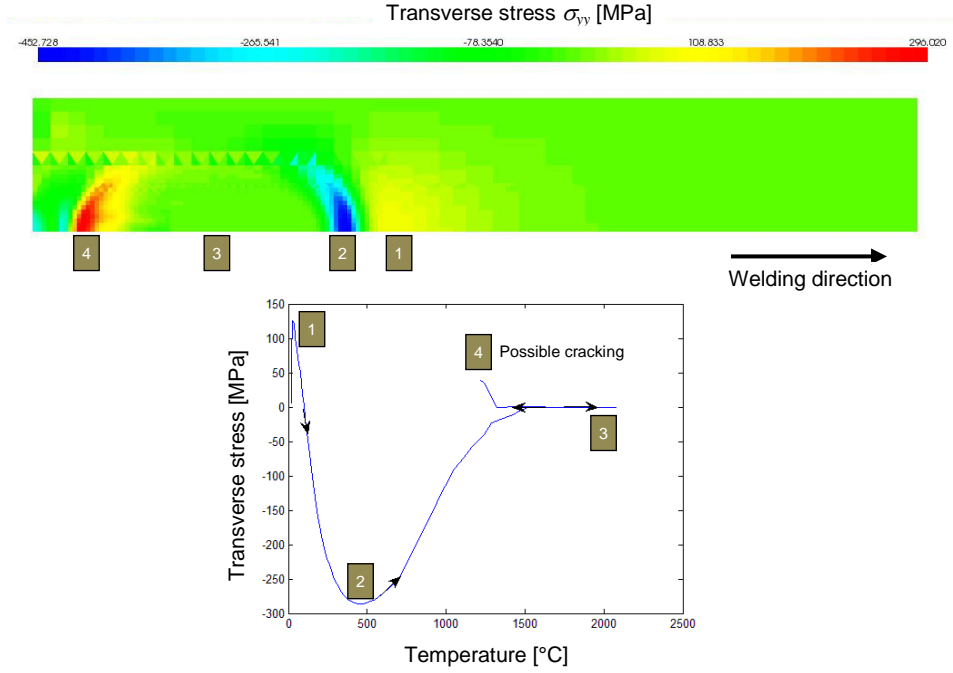 Transverse stress σyy [MPa]
-452.728 -265.541 -78.3540 108.833 296.020
4 3 2 1
Welding direction
150
100
50
0
-50
-100
-150
-200
-250
-300
1
4 Possible cracking
3
2
0 500 1000 1500 2000 2500
Transverse stress [MPa]
Temperature [°C]